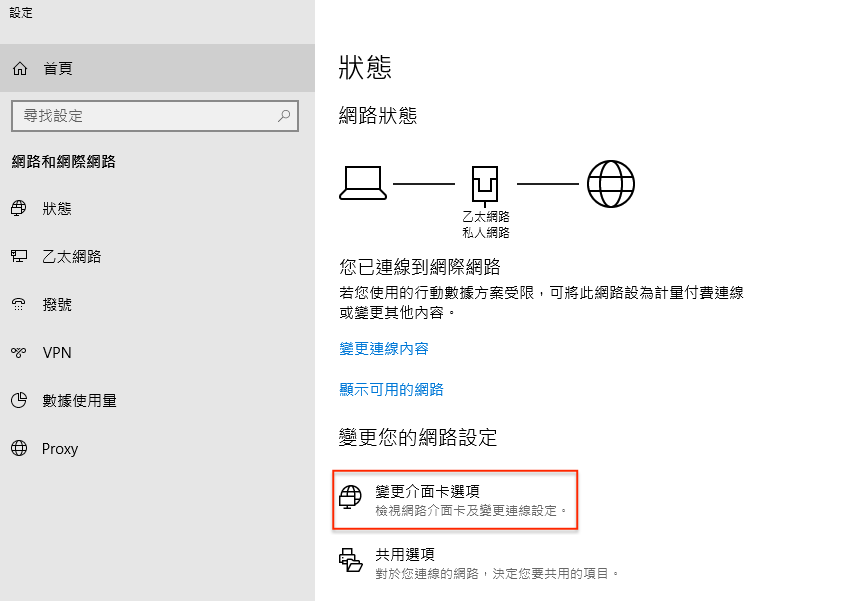 設定
首頁
尋找設定
網路和網際網路
狀態
乙太網路
撥號
VPN
數據使用量
Proxy
狀態
網路狀態
乙太網路
私人網路
您已連線到網際網路
若您使用的行動數據方案受限，可將此網路設為計量付費連線
或變更其他內容。
變更連線內容
顯示可用的網路
變更您的網路設定
變更介面卡選項
檢視網路介面卡及變更連線設定。
共用選項
對於您連線的網路，決定您要共用的項目。